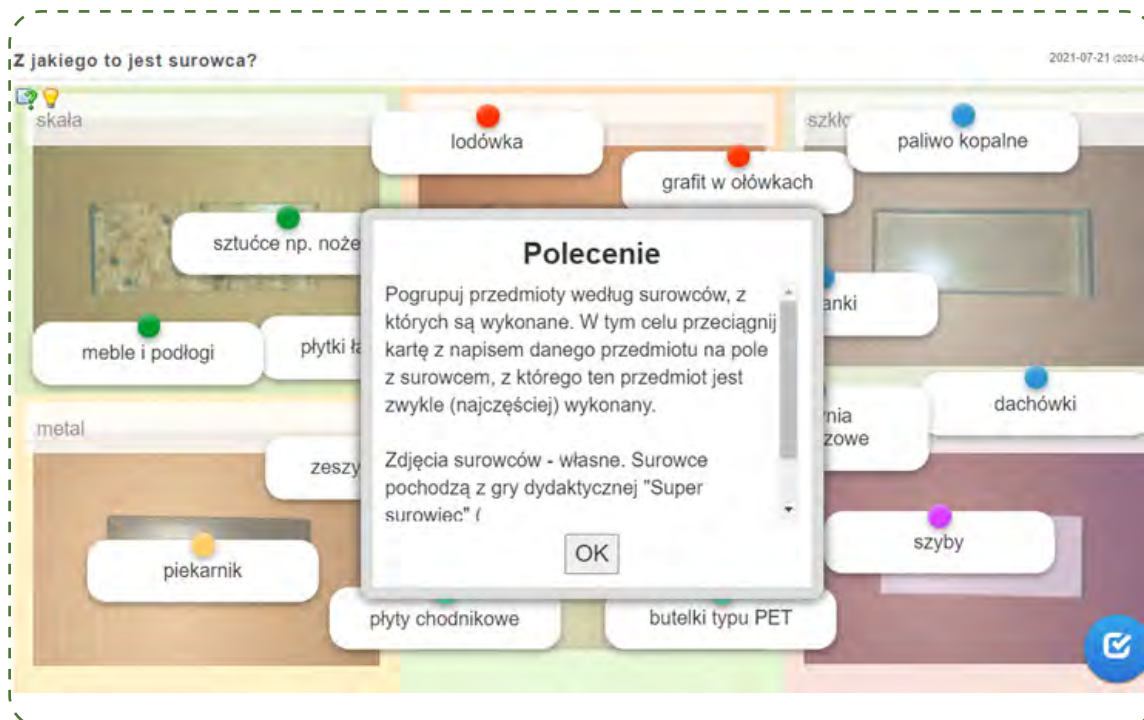 Z jakiego to jest surowca?
2021-07-21
skała
lodówka
szkło
paliwo kopalne
grafit w ołówkach
sztućce np. noże
Polecenie
Pogrupuj przedmioty według surowców, z
których są wykonane. W tym celu przeciągnij
kartę z napisem danego przedmiotu na pole
z surowcem, z którego ten przedmiot jest
zwykle (najczęściej) wykonany.
Zdjęcia surowców - własne. Surowce
pochodzą z gry dydaktycznej "Super
surowiec" (
OK
anki
meble i podłogi
płytki
dachówki
nia
zowe
metal
zeszy
szyby
piekarnik
płyty chodnikowe
butelki typu PET